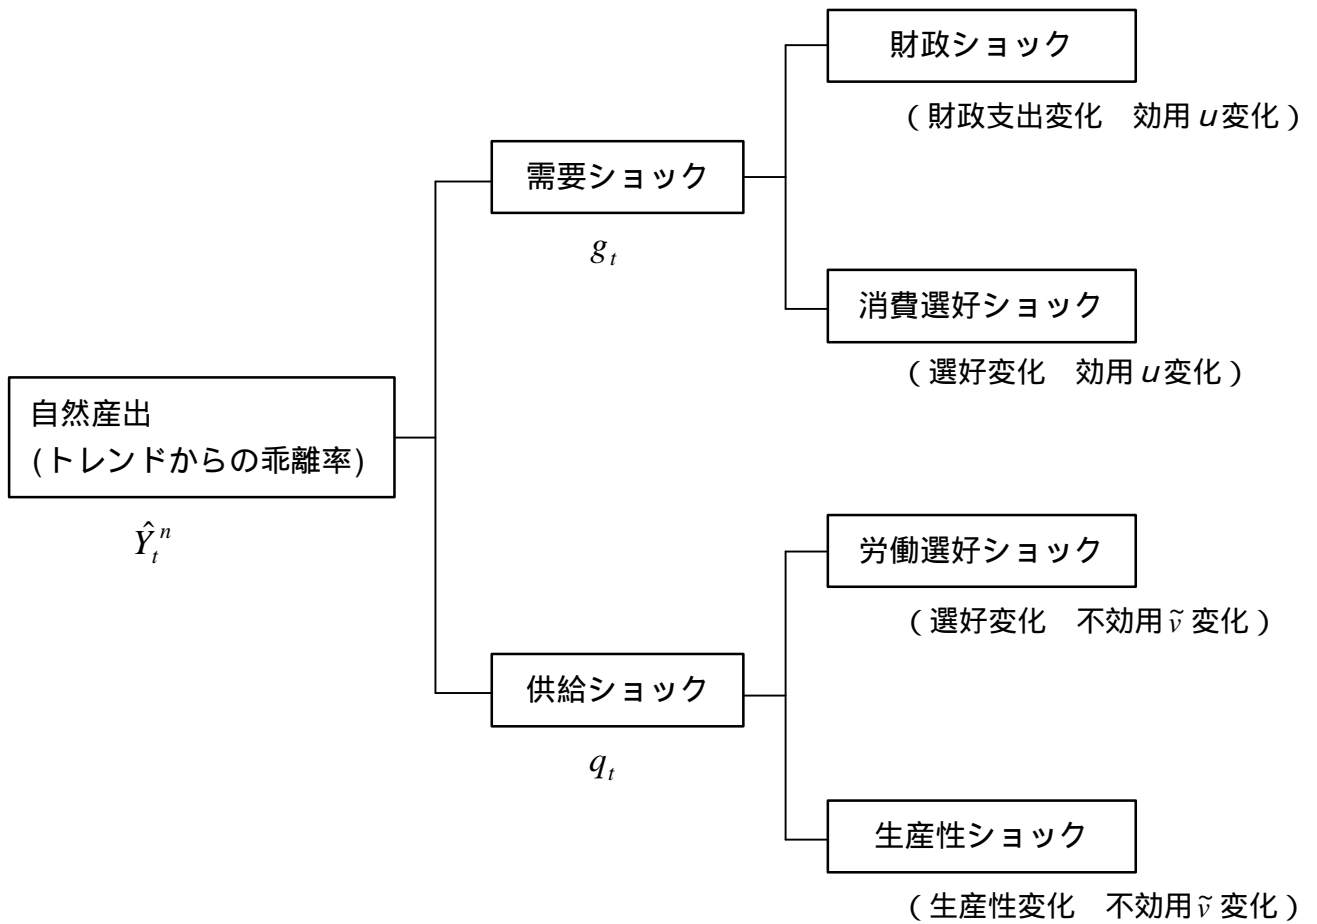 財政ショック
（財政支出変化　効用 u 変化）
需要ショック
g_t
消費選好ショック
（選好変化　効用 u 変化）
自然産出
(トレンドからの乖離率)
Ŷ_t^n
労働選好ショック
（選好変化　不効用 ṽ 変化）
供給ショック
q_t
生産性ショック
（生産性変化　不効用 ṽ 変化）